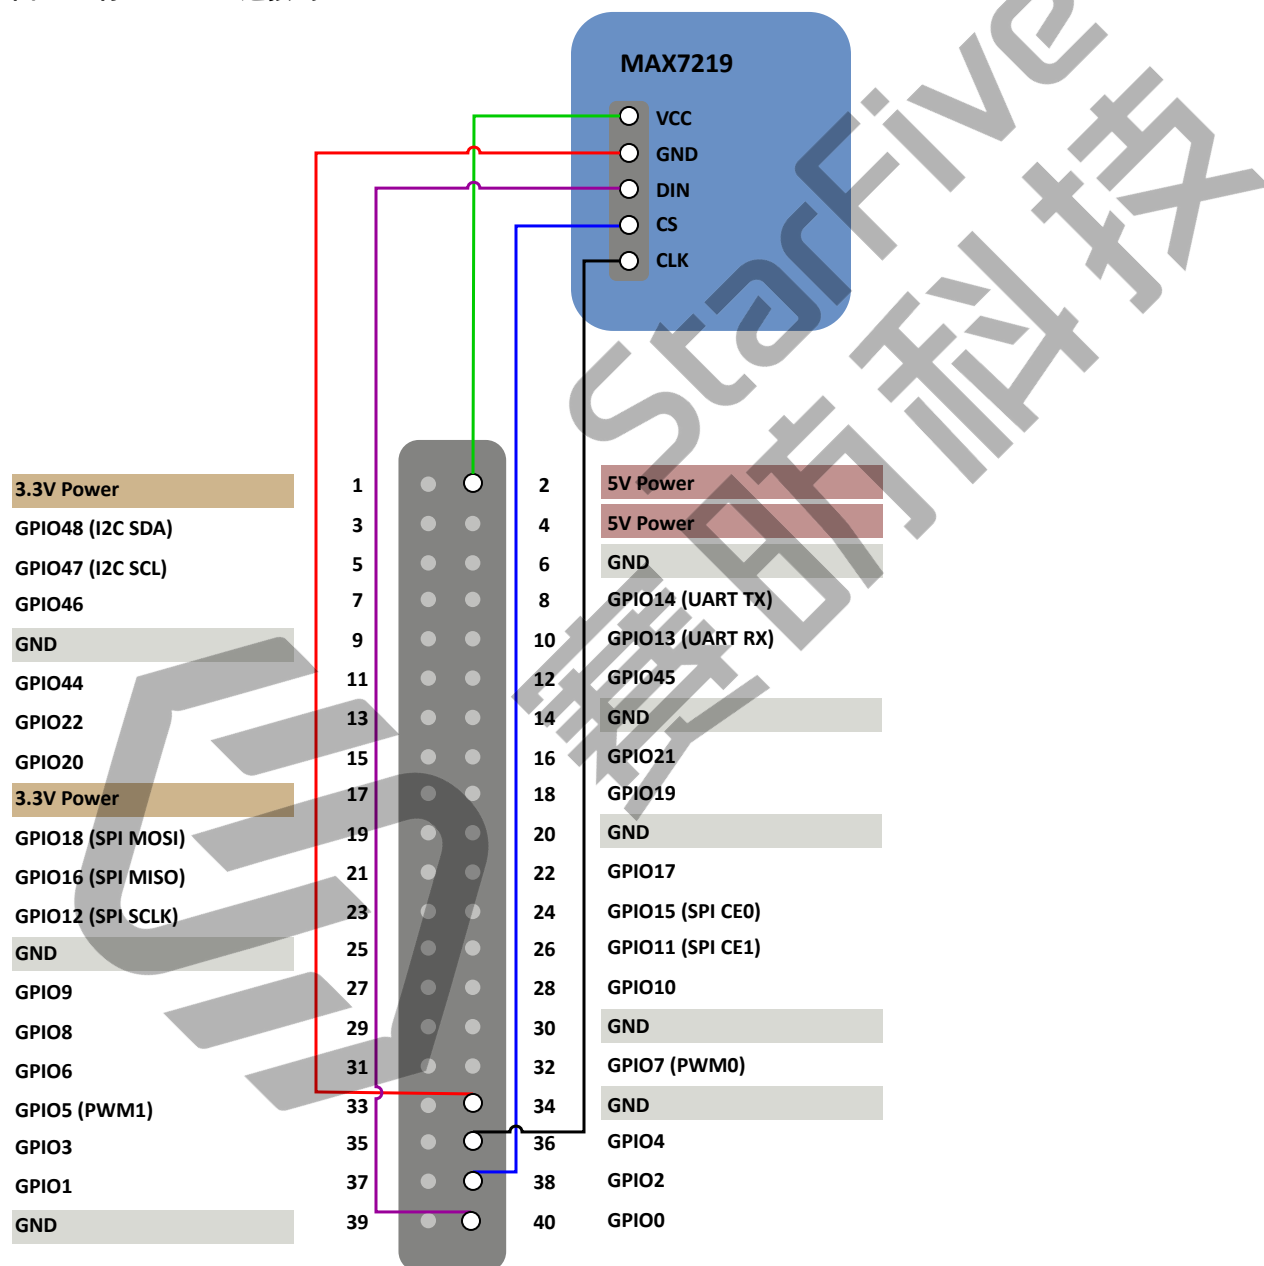 MAX7219
VCC
GND
DIN
CS
CLK
3.3V Power 1 2 5V Power
GPIO48 (I2C SDA) 3 4 5V Power
GPIO47 (I2C SCL) 5 6 GND
GPIO46 7 8 GPIO14 (UART TX)
GND 9 10 GPIO13 (UART RX)
GPIO44 11 12 GPIO45
GPIO22 13 14 GND
GPIO20 15 16 GPIO21
3.3V Power 17 18 GPIO19
GPIO18 (SPI MOSI) 19 20 GND
GPIO16 (SPI MISO) 21 22 GPIO17
GPIO12 (SPI SCLK) 23 24 GPIO15 (SPI CE0)
GND 25 26 GPIO11 (SPI CE1)
GPIO9 27 28 GPIO10
GPIO8 29 30 GND
GPIO6 31 32 GPIO7 (PWM0)
GPIO5 (PWM1) 33 34 GND
GPIO3 35 36 GPIO4
GPIO1 37 38 GPIO2
GND 39 40 GPIO0
StarFive
赛昉科技